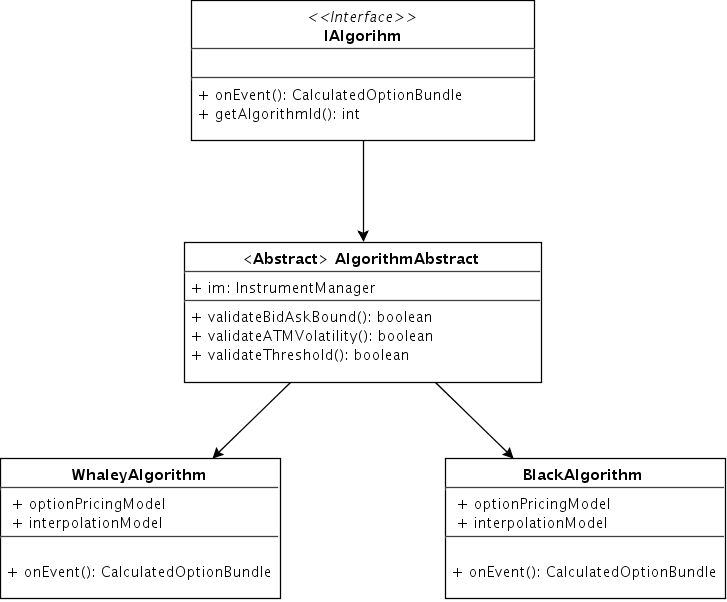 <<Interface>>
IAlgorihm
+ onEvent(): CalculatedOptionBundle
+ getAlgorithmId(): int
<Abstract> AlgorithmAbstract
+ im: InstrumentManager
+ validateBidAskBound(): boolean
+ validateATMVolatility(): boolean
+ validateThreshold(): boolean
WhaleyAlgorithm
+ optionPricingModel
+ interpolationModel
+ onEvent(): CalculatedOptionBundle
BlackAlgorithm
+ optionPricingModel
+ interpolationModel
+ onEvent(): CalculatedOptionBundle